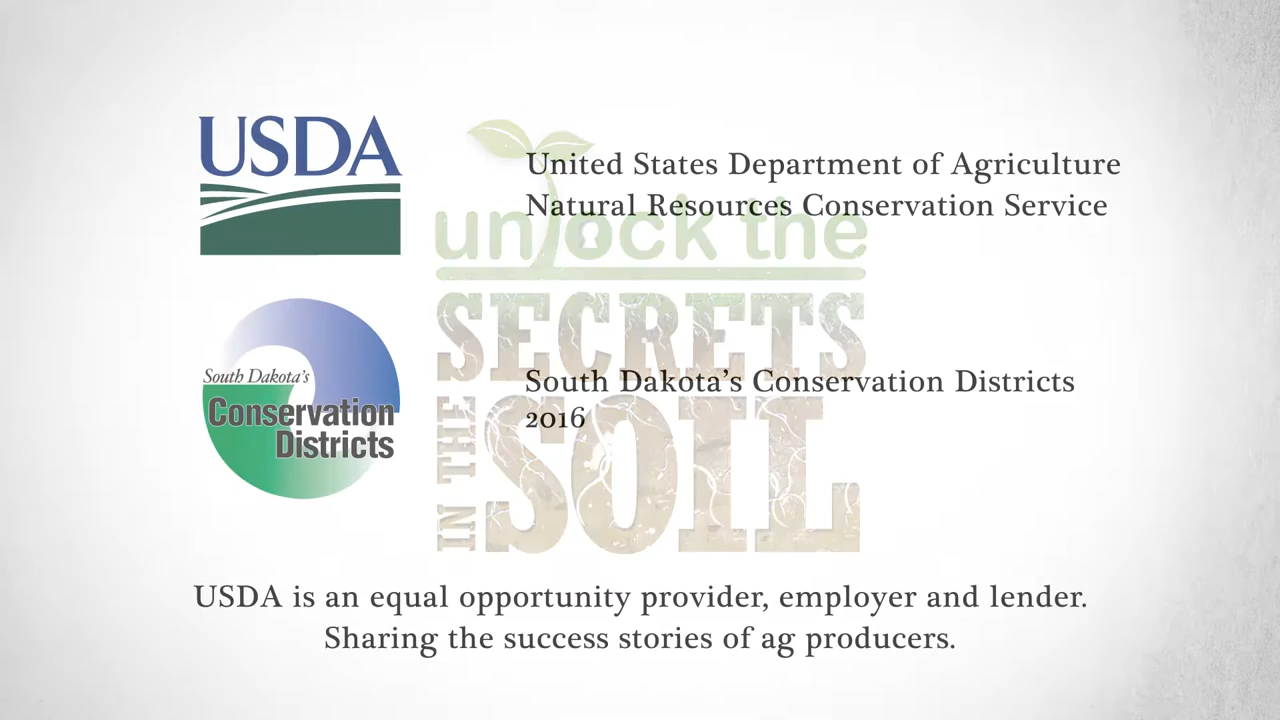 USDA
United States Department of Agriculture
Natural Resources Conservation Service
unlock the
SECRETS
IN THE
SOIL
South Dakota's
Conservation
Districts
South Dakota's Conservation Districts
2016
USDA is an equal opportunity provider, employer and lender.
Sharing the success stories of ag producers.